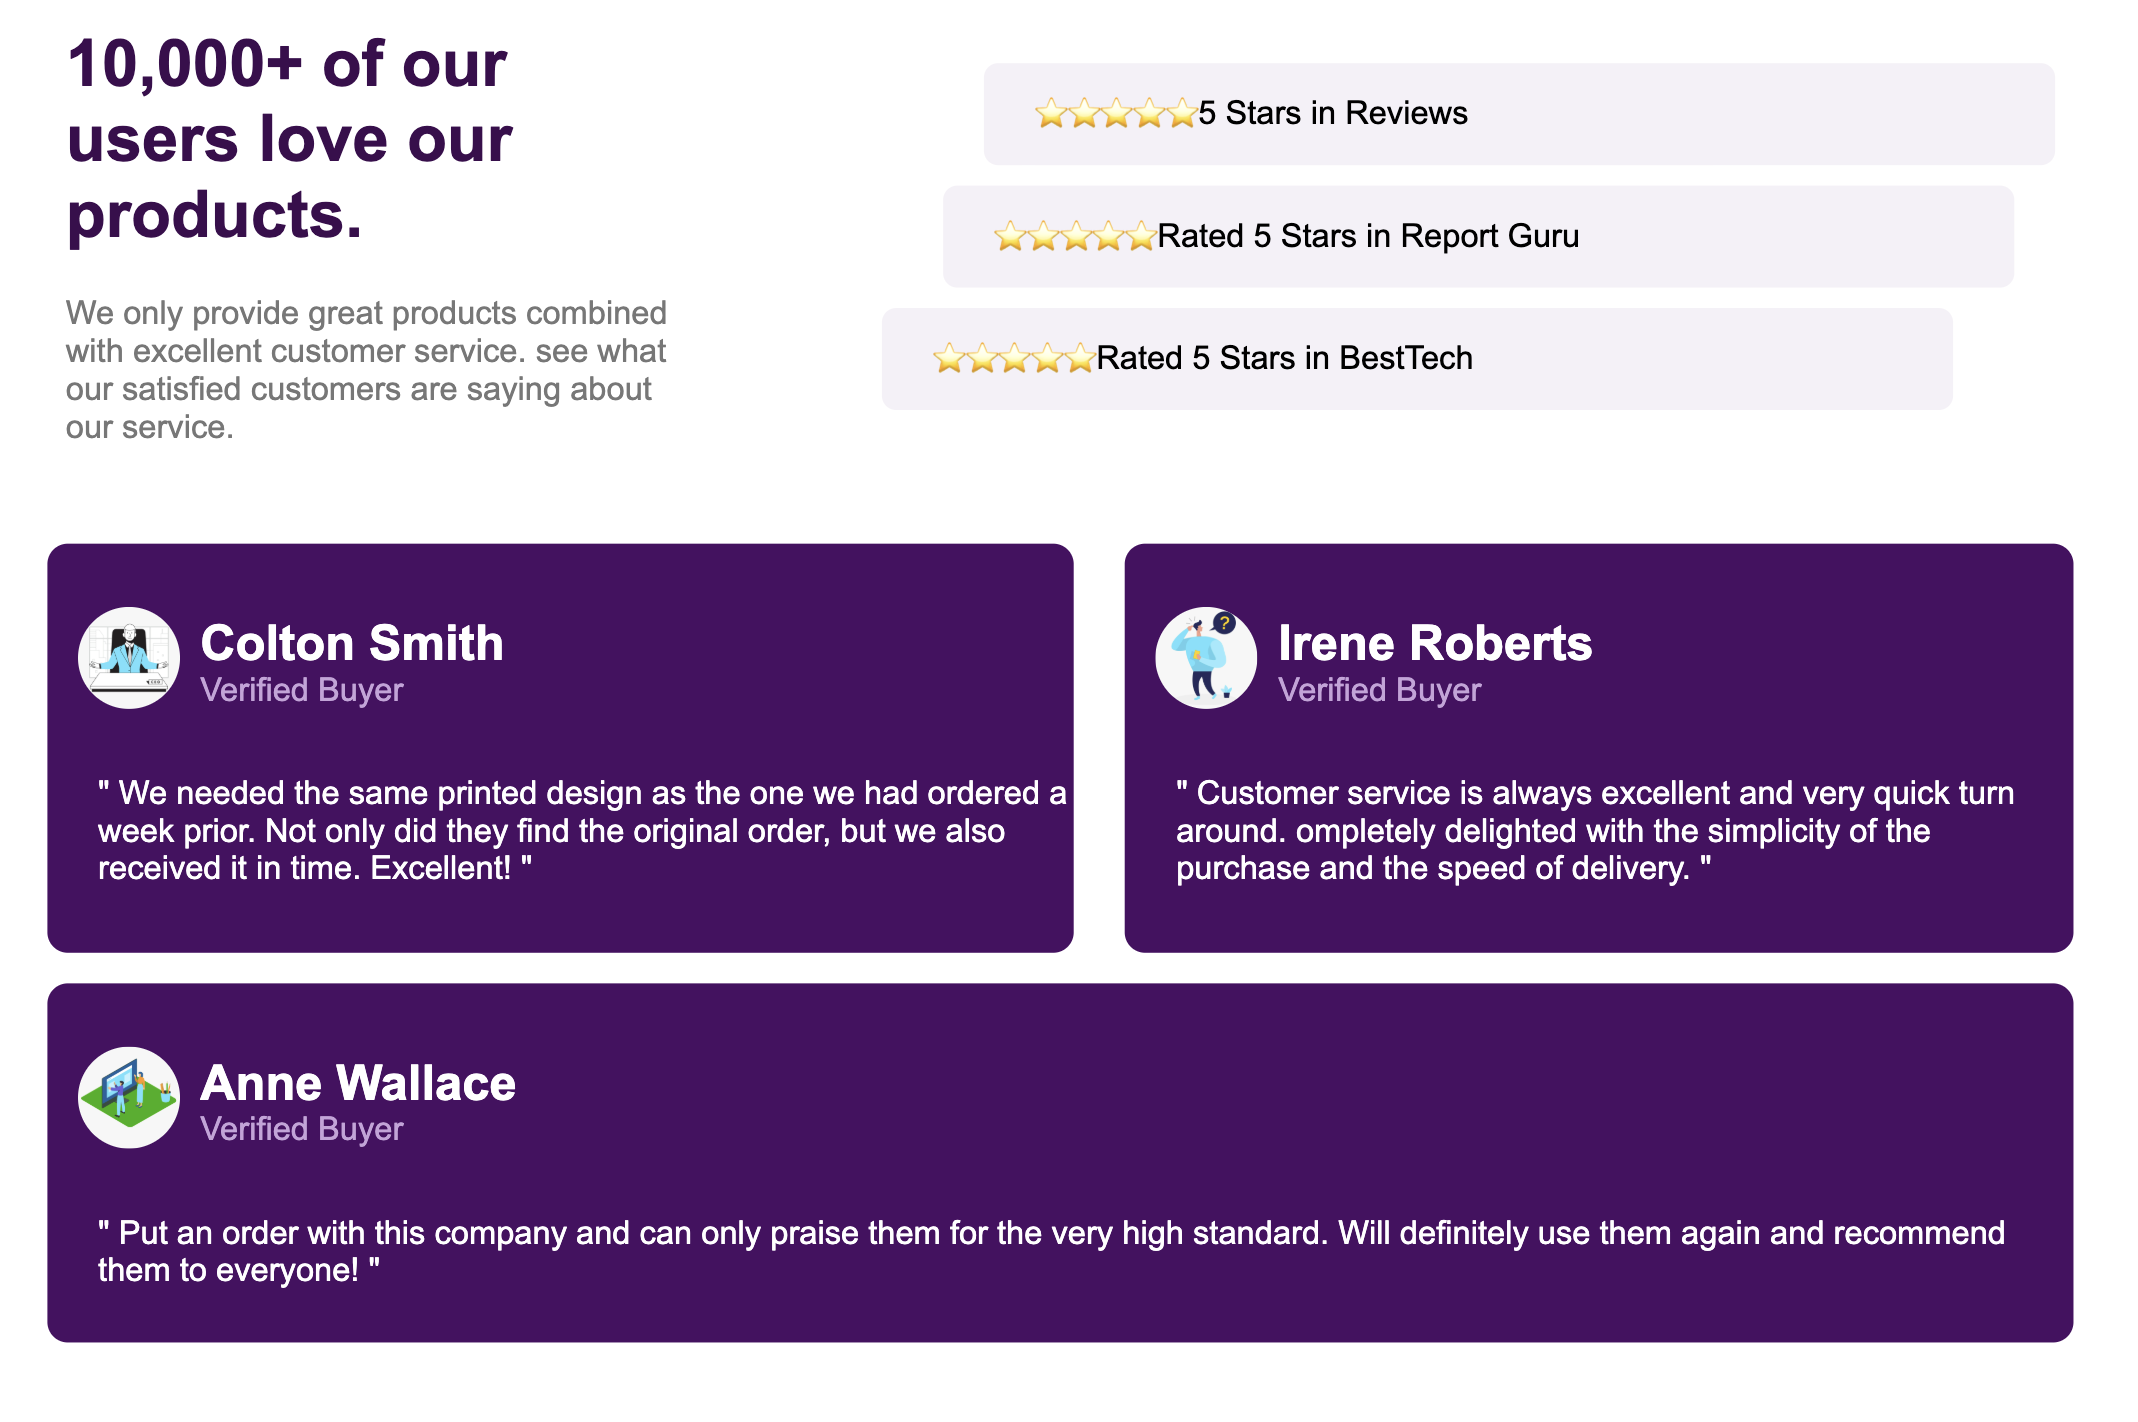 10,000+ of our
users love our
products.
We only provide great products combined
with excellent customer service. see what
our satisfied customers are saying about
our service.
⭐⭐⭐⭐⭐5 Stars in Reviews
⭐⭐⭐⭐⭐Rated 5 Stars in Report Guru
⭐⭐⭐⭐⭐Rated 5 Stars in BestTech
Colton Smith
Verified Buyer
" We needed the same printed design as the one we had ordered a
week prior. Not only did they find the original order, but we also
received it in time. Excellent! "
?
Irene Roberts
Verified Buyer
" Customer service is always excellent and very quick turn
around. ompletely delighted with the simplicity of the
purchase and the speed of delivery. "
Anne Wallace
Verified Buyer
" Put an order with this company and can only praise them for the very high standard. Will definitely use them again and recommend
them to everyone! "